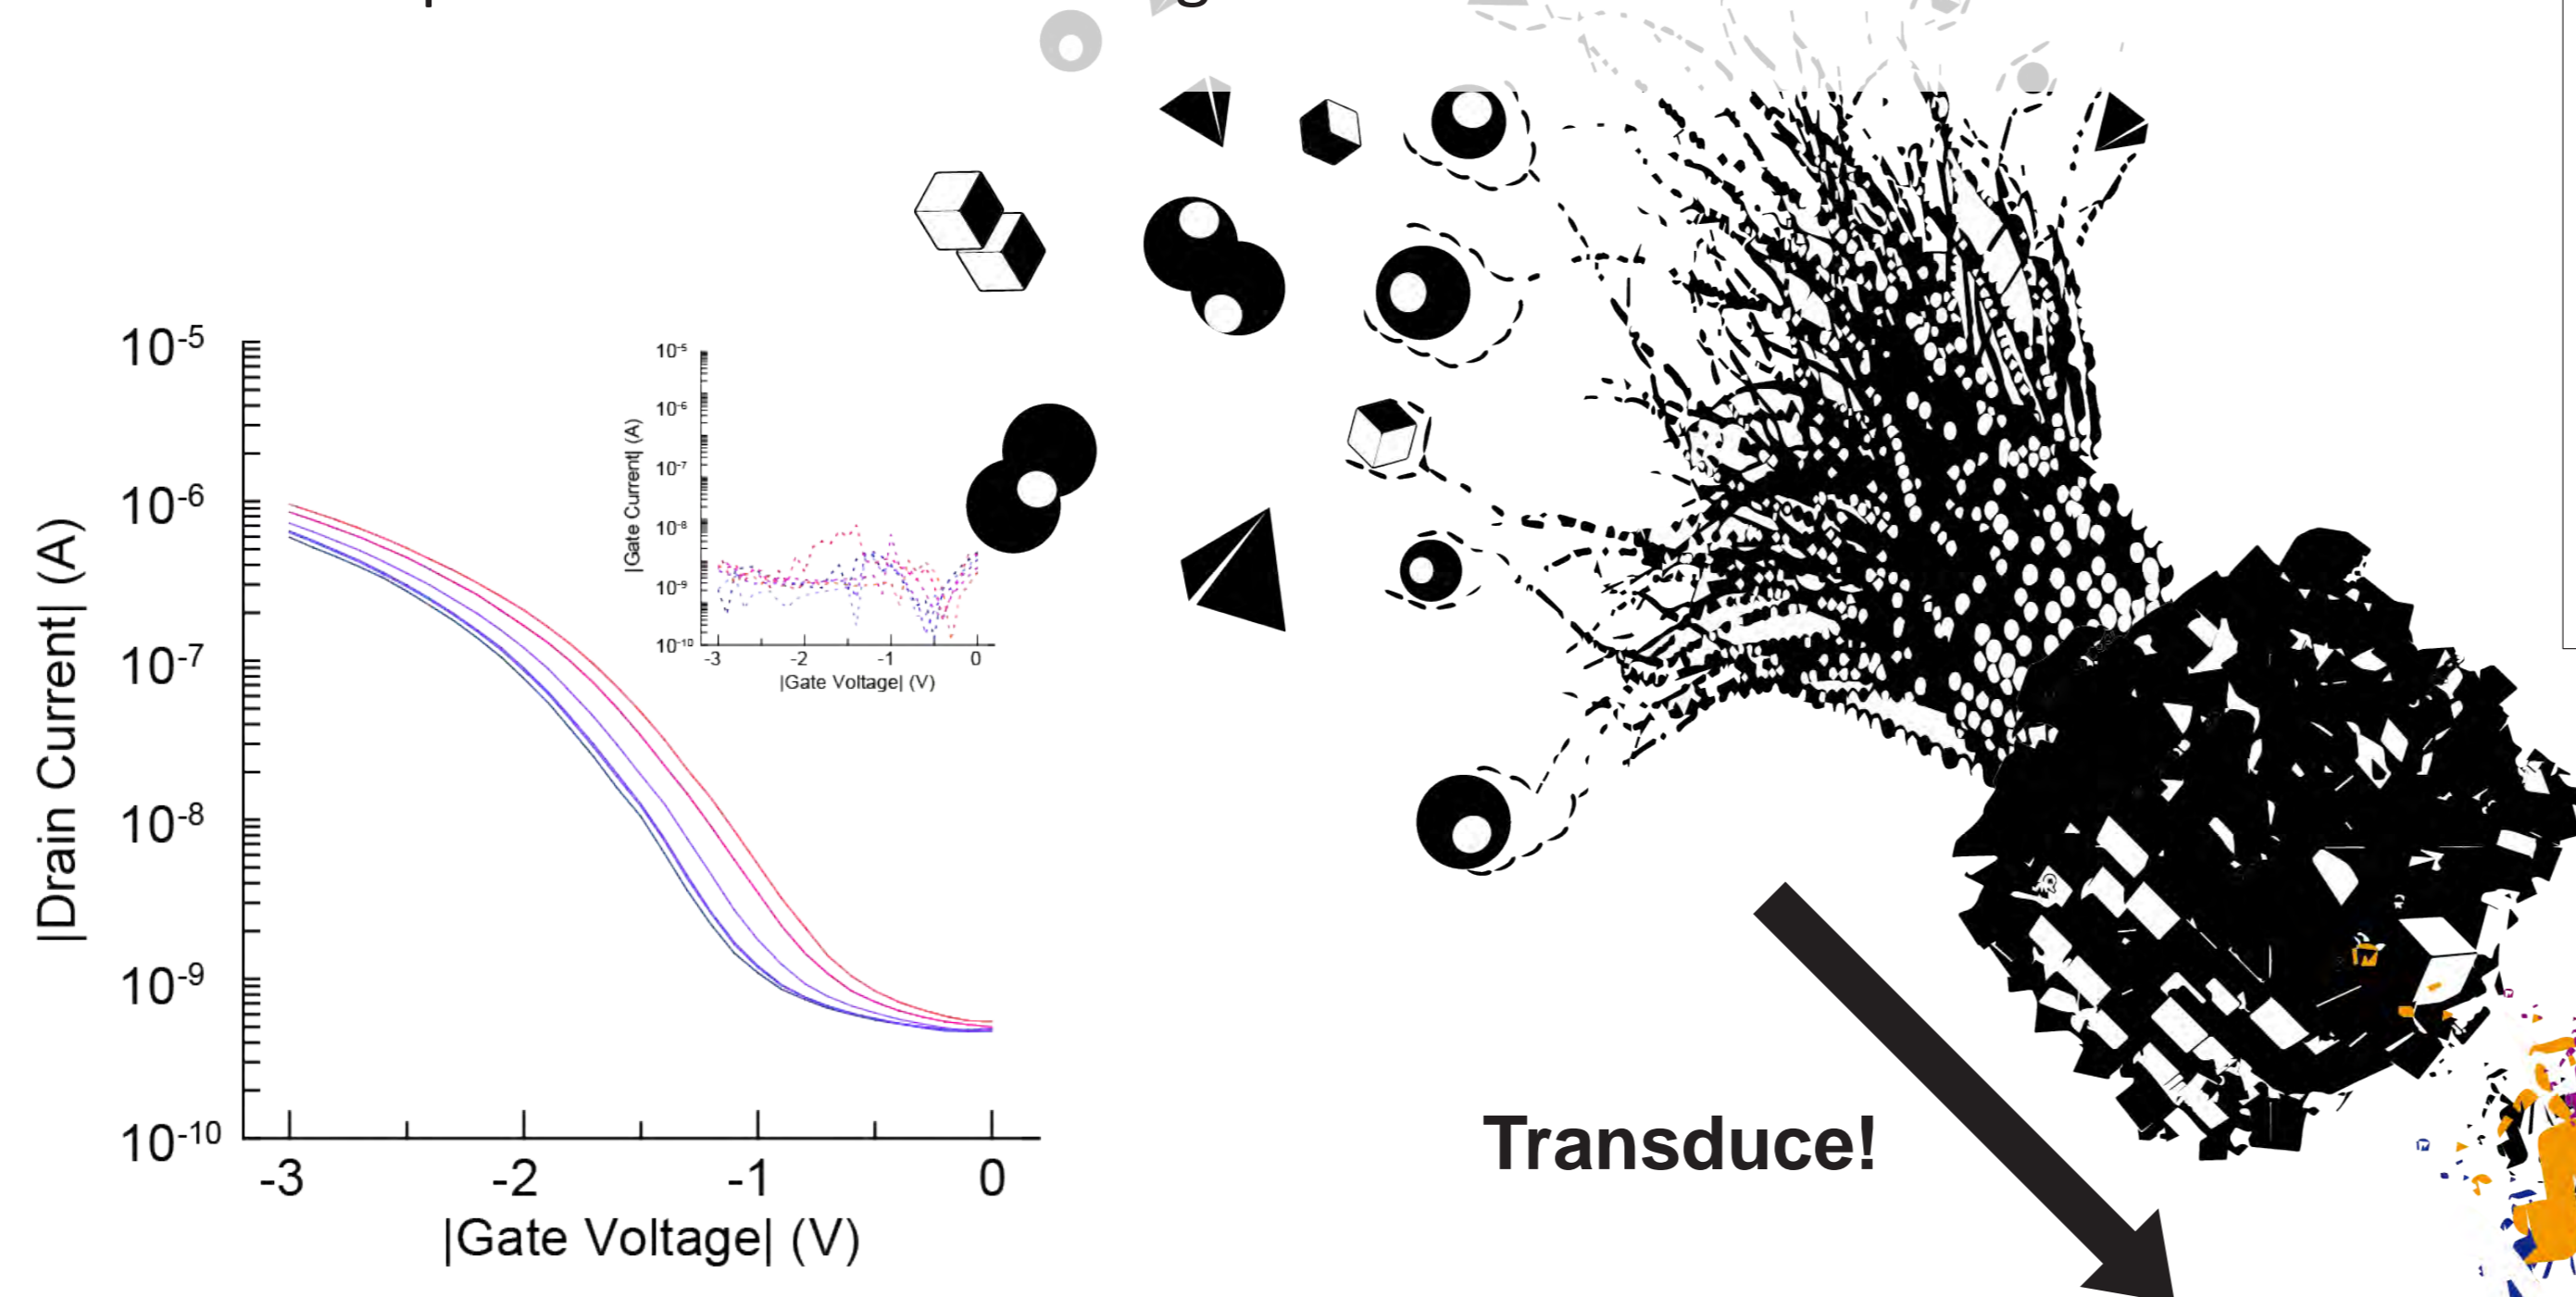 10-5
10-6
10-7
10-8
10-9
10-10
|Drain Current| (A)
-3 -2 -1 0
|Gate Voltage| (V)
10-5
10-6
10-7
10-8
10-9
10-10
|Gate Current| (A)
-3 -2 -1 0
|Gate Voltage| (V)
Transduce!